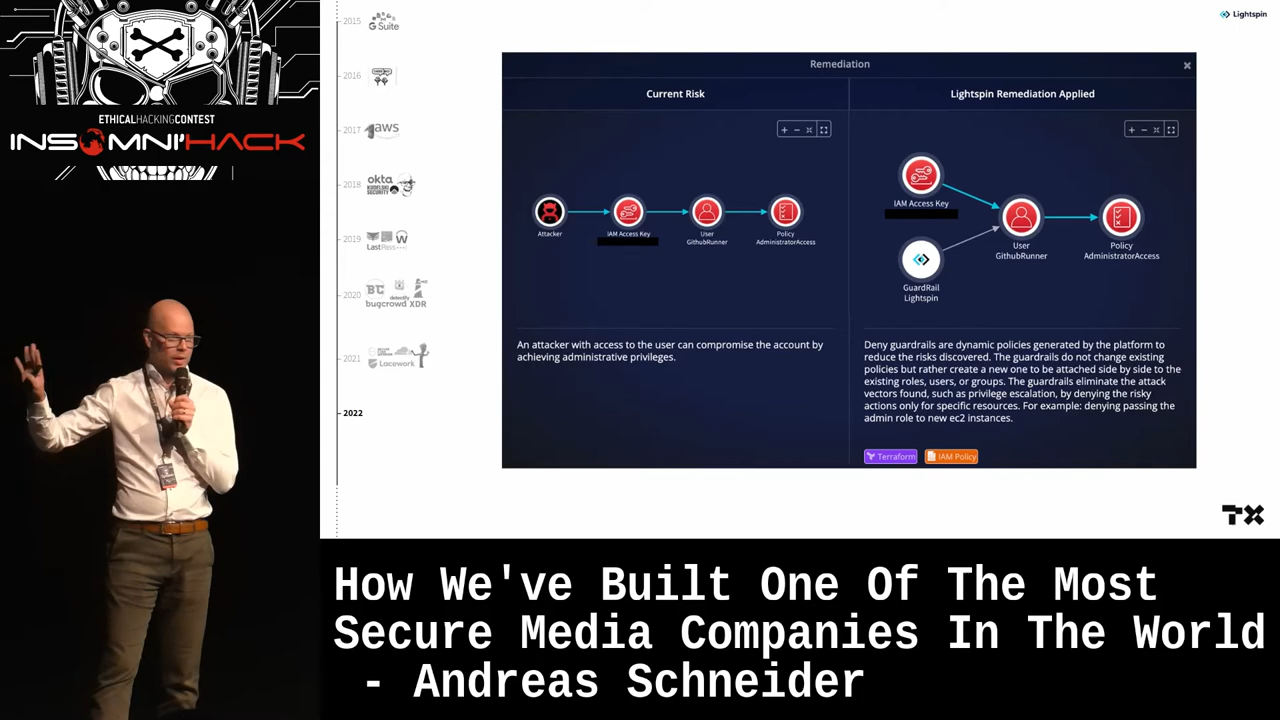 ETHICALHACKINGCONTEST
INSOMNI'HACK
2015
G Suite
2016
2017
aws
2018
okta
KUDELSKI
SECURITY
2019
LastPass
2020
BC
bugcrowd
detectify
XDR
2021
Lacework
2022
Lightspin
Remediation
×
Current Risk
Attacker
IAM Access Key
User
GithubRunner
Policy
AdministratorAccess
An attacker with access to the user can compromise the account by
achieving administrative privileges.
Lightspin Remediation Applied
IAM Access Key
GuardRail
Lightspin
User
GithubRunner
Policy
AdministratorAccess
Deny guardrails are dynamic policies generated by the platform to
reduce the risks discovered. The guardrails do not change existing
policies but rather create a new one to be attached side by side to the
existing roles, users, or groups. The guardrails eliminate the attack
vectors found, such as privilege escalation, by denying the risky
actions only for specific resources. For example: denying passing the
admin role to new ec2 instances.
Terraform
IAM Policy
TX
How We've Built One Of The Most
Secure Media Companies In The World
- Andreas Schneider